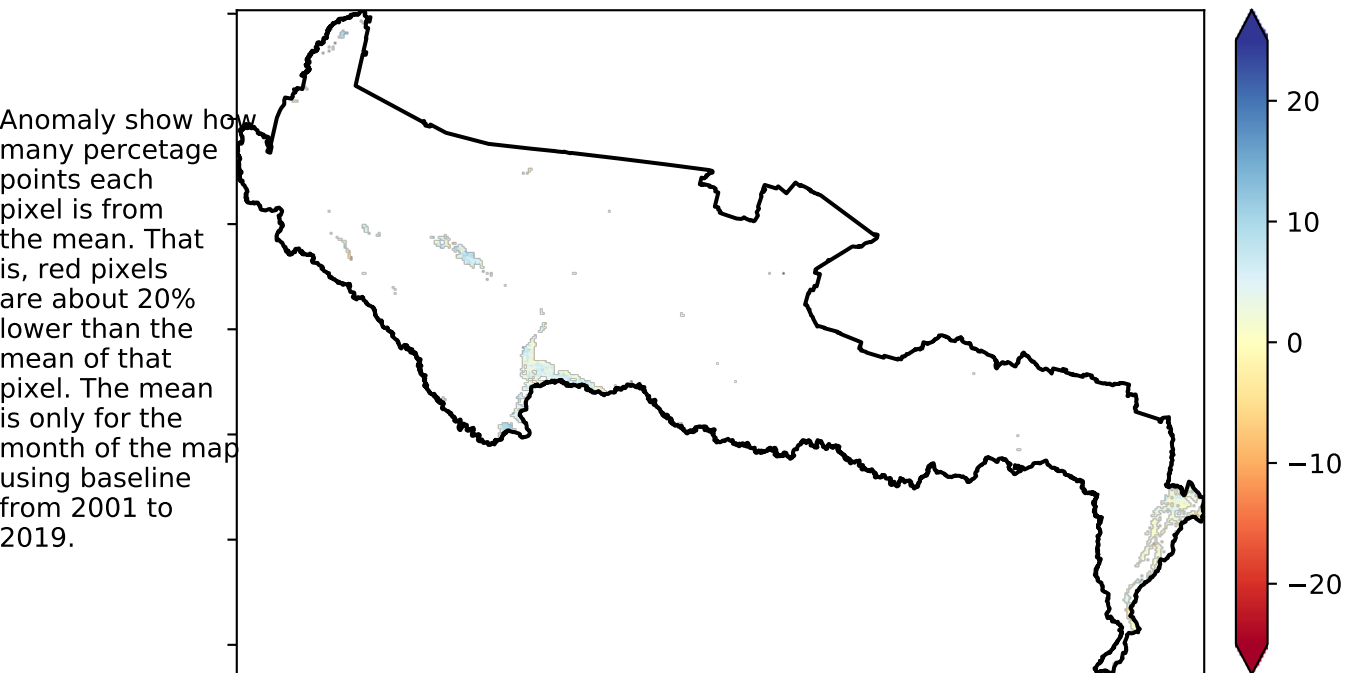 Anomaly show how
many percetage
points each
pixel is from
the mean. That
is, red pixels
are about 20%
lower than the
mean of that
pixel. The mean
is only for the
month of the map
using baseline
from 2001 to
2019.
20
10
0
−10
−20